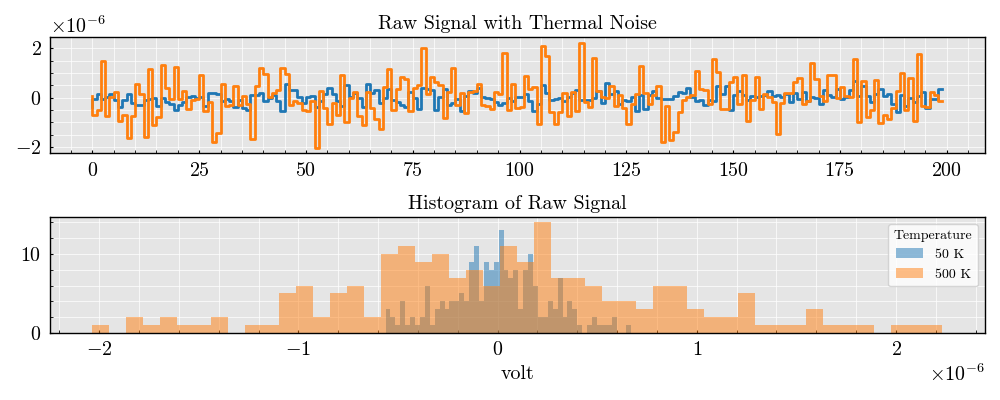 ×10⁻⁶
Raw Signal with Thermal Noise
2
0
−2
0 25 50 75 100 125 150 175 200
Histogram of Raw Signal
10
0
Temperature
50 K
500 K
−2 −1 0 1 2
volt
×10⁻⁶